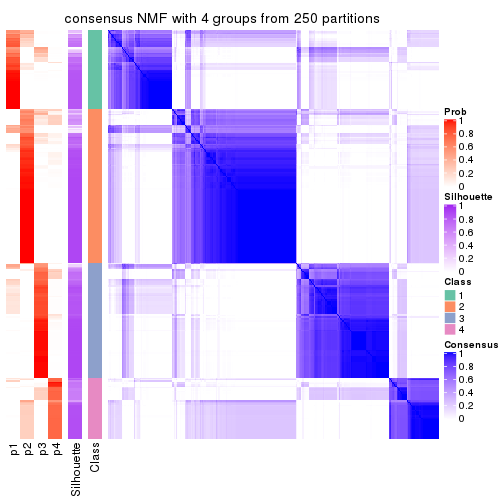 consensus NMF with 4 groups from 250 partitions
Prob
1
0.8
0.6
0.4
0.2
0
Silhouette
1
0.8
0.6
0.4
0.2
0
Class
1
2
3
4
Consensus
1
0.8
0.6
0.4
0.2
0
p1
p2
p3
p4
Silhouette
Class